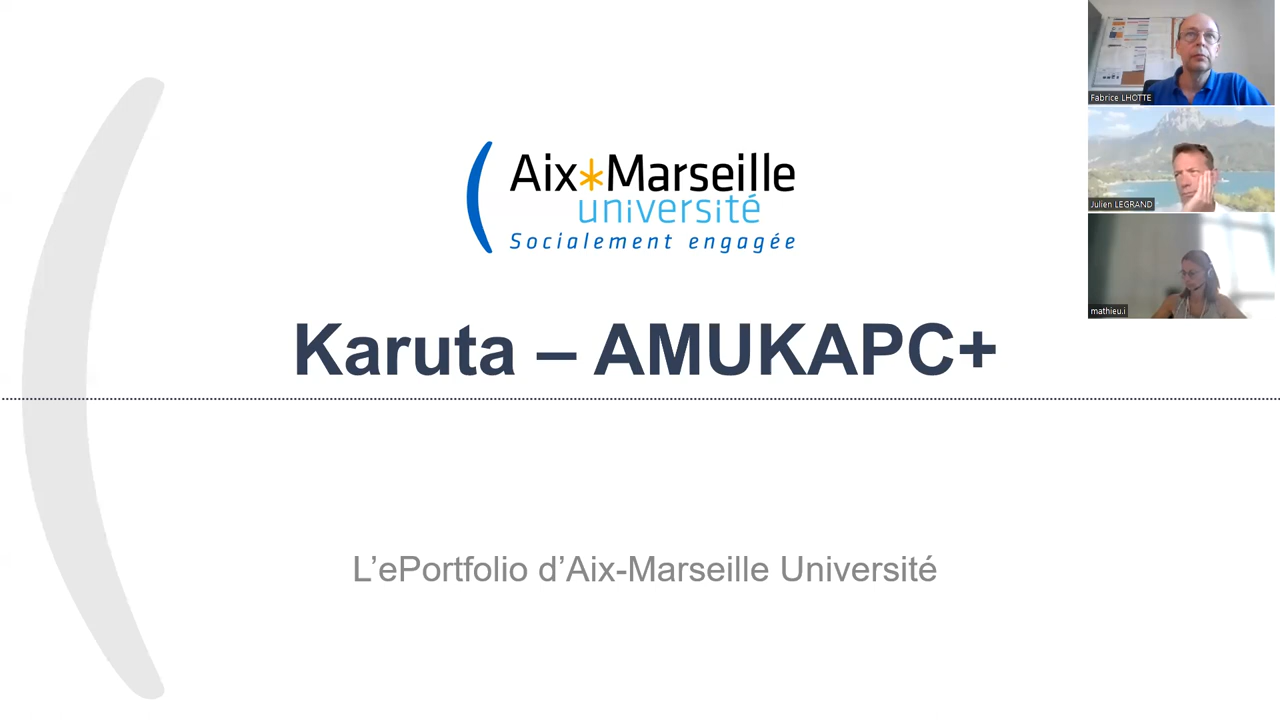 Aix*Marseille
université
Socialement engagée
Karuta – AMUKAPC+
L'ePortfolio d'Aix-Marseille Université
Fabrice LHOTTE
Julien LEGRAND
mathieu.i